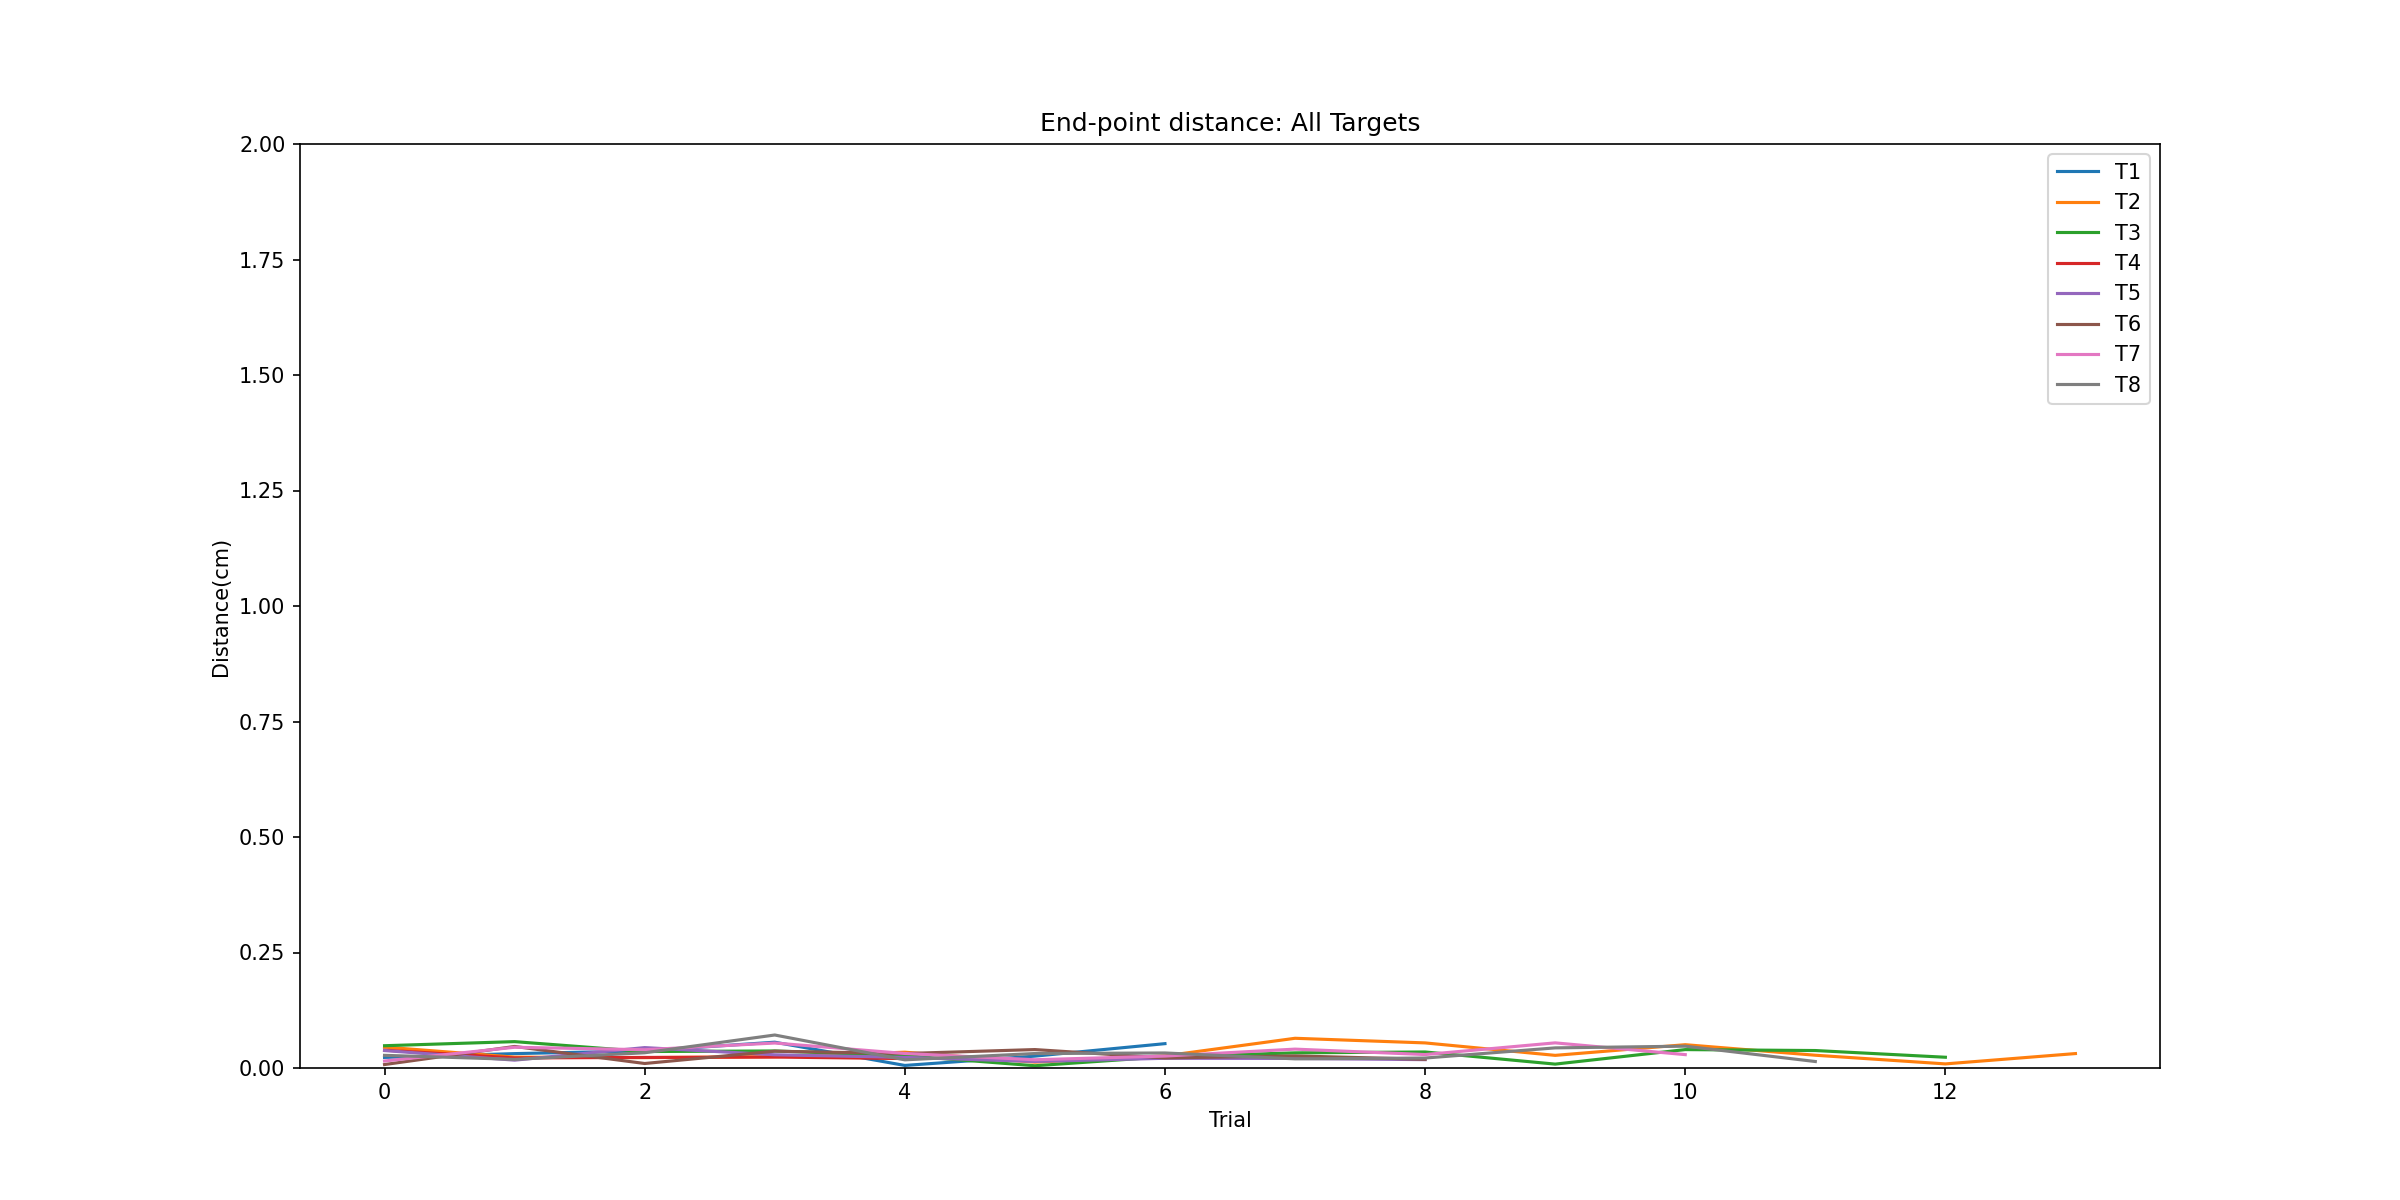 End-point distance: All Targets
2.00
1.75
1.50
1.25
1.00
0.75
0.50
0.25
0.00
Distance(cm)
T1
T2
T3
T4
T5
T6
T7
T8
0 2 4 6 8 10 12
Trial